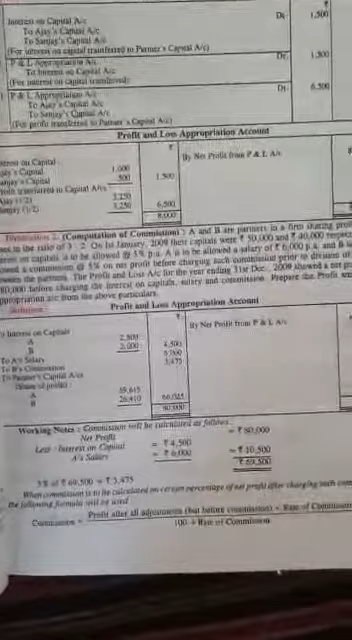 ₹
Interest on Capital A/c Dr. 1,500
To Ajay's Capital A/c
To Sanjay's Capital A/c
(For interest on capital transferred to Partner's Capital A/c)
P & L Appropriation A/c Dr. 1,500
To Interest on Capital A/c
(For interest on capital transferred)
P & L Appropriation A/c Dr. 6,500
To Ajay's Capital A/c
To Sanjay's Capital A/c
(For profit transferred to Partner's Capital A/c)
Profit and Loss Appropriation Account
₹
Interest on Capital By Net Profit from P & L A/c
Ajay's Capital 1,000
Sanjay's Capital 500 1,500
Profit transferred to Capital A/cs
Ajay (1/2) 3,250
Sanjay (1/2) 3,250 6,500
8,000
2. (Computation of Commission) : A and B are partners in a firm sharing
in the ratio of 3 : 2. On 1st January, 2009 their capitals were ₹ 50,000 and ₹ 40,000
on capitals is to be allowed @ 5% p.a. A is to be allowed a salary of ₹ 6,000 p.a. and B is
a commission @ 5% on net profit before charging such commission prior to division of
the partners. The Profit and Loss A/c for the year ending 31st Dec., 2009 showed a net
80,000 before charging the interest on capitals, salary and commission. Prepare the Profit and
appropriation A/c from the above particulars.
Profit and Loss Appropriation Account
₹
Interest on Capitals By Net Profit from P & L A/c
A 2,500
B 2,000 4,500
To A's Salary 6,000
To B's Commission 3,475
To Partner's Capital A/cs
(Share of profit)
A 39,615
B 26,410 66,025
80,000
Working Notes : Commission will be calculated as follows :
Net Profit = ₹ 80,000
Less : Interest on Capital = ₹ 4,500
A's Salary = ₹ 6,000 = ₹ 10,500
₹ 69,500
5% of ₹ 69,500 = ₹ 3,475
When commission is to be calculated on certain percentage of net profit after charging such
the following formula will be used
Commission = Profit after all adjustments (but before commission) × Rate of Commission
100 + Rate of Commission